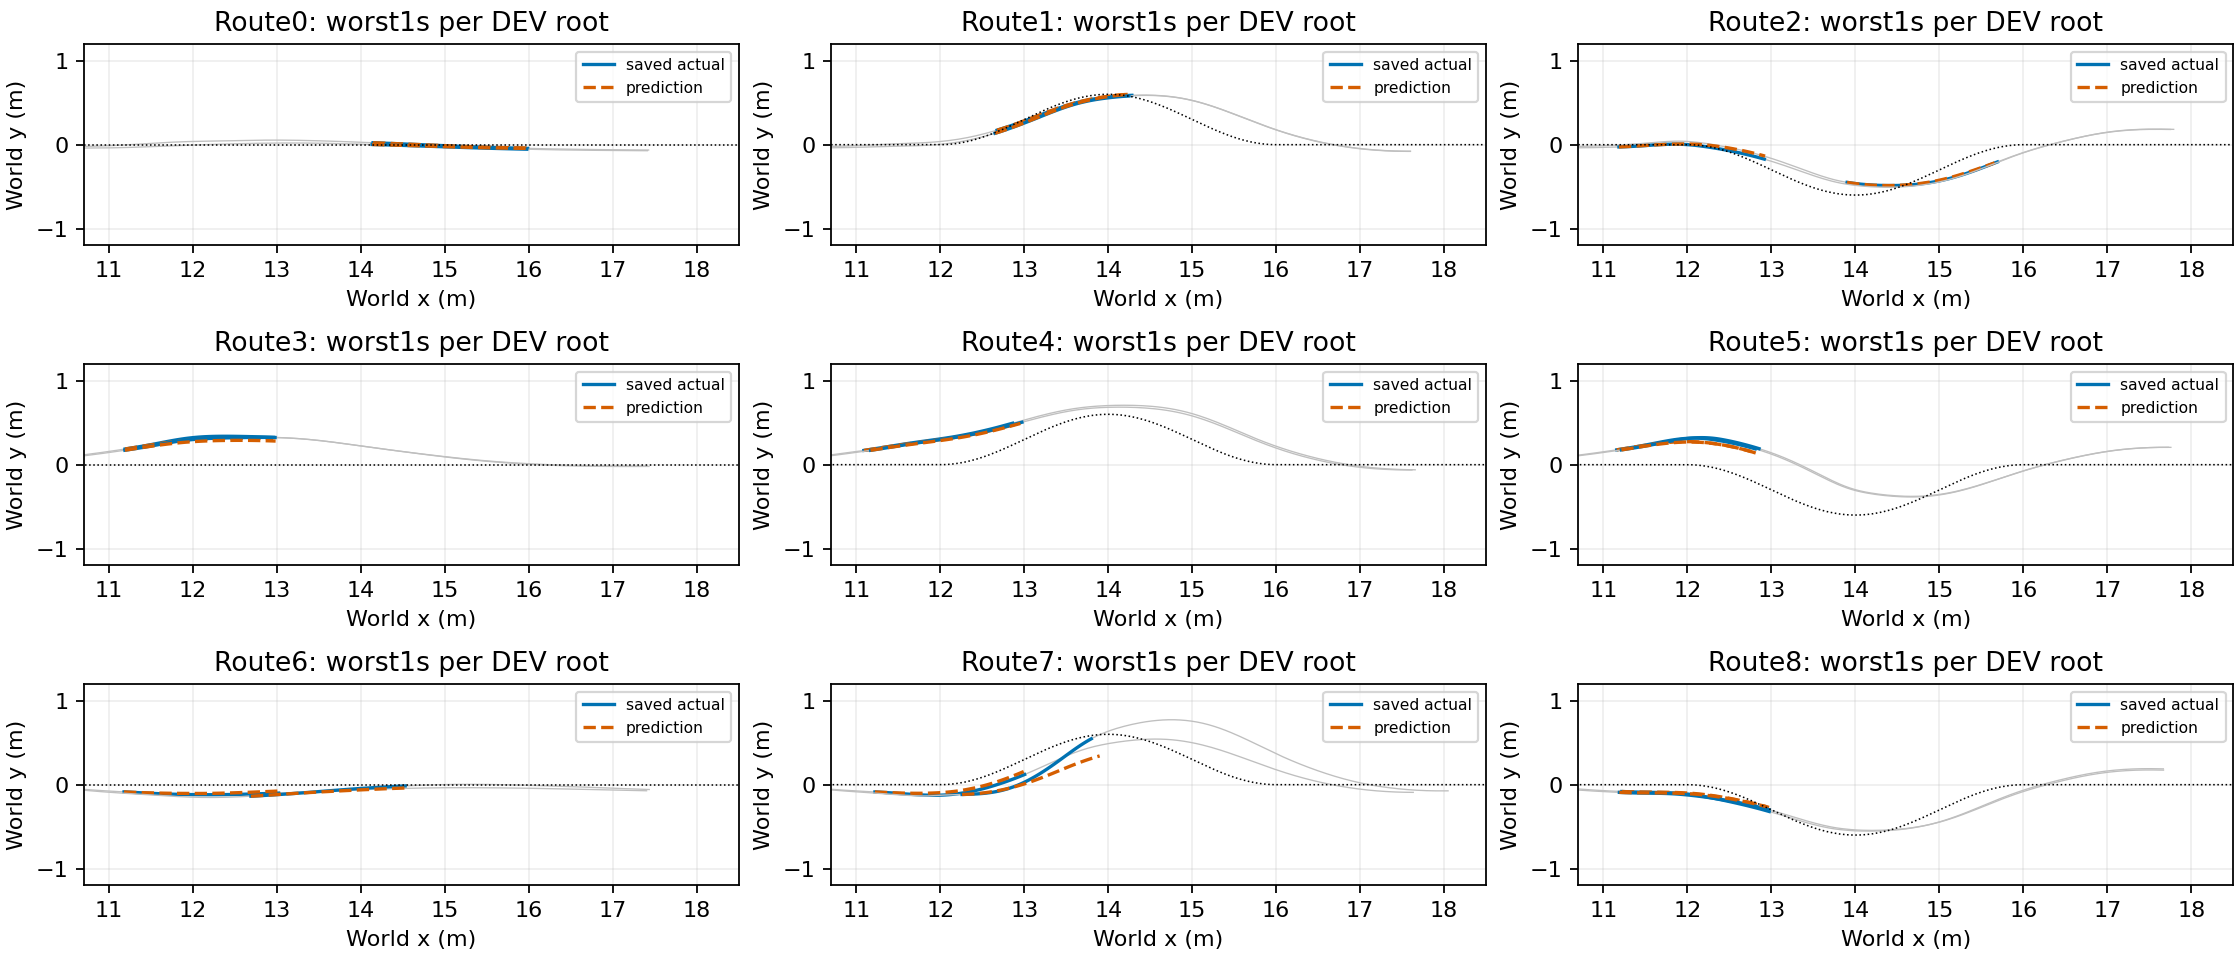 Route0: worst1s per DEV root
World y (m)
1
0
−1
saved actual
prediction
11 12 13 14 15 16 17 18
World x (m)
Route1: worst1s per DEV root
World y (m)
1
0
−1
saved actual
prediction
11 12 13 14 15 16 17 18
World x (m)
Route2: worst1s per DEV root
World y (m)
1
0
−1
saved actual
prediction
11 12 13 14 15 16 17 18
World x (m)
Route3: worst1s per DEV root
World y (m)
1
0
−1
saved actual
prediction
11 12 13 14 15 16 17 18
World x (m)
Route4: worst1s per DEV root
World y (m)
1
0
−1
saved actual
prediction
11 12 13 14 15 16 17 18
World x (m)
Route5: worst1s per DEV root
World y (m)
1
0
−1
saved actual
prediction
11 12 13 14 15 16 17 18
World x (m)
Route6: worst1s per DEV root
World y (m)
1
0
−1
saved actual
prediction
11 12 13 14 15 16 17 18
World x (m)
Route7: worst1s per DEV root
World y (m)
1
0
−1
saved actual
prediction
11 12 13 14 15 16 17 18
World x (m)
Route8: worst1s per DEV root
World y (m)
1
0
−1
saved actual
prediction
11 12 13 14 15 16 17 18
World x (m)